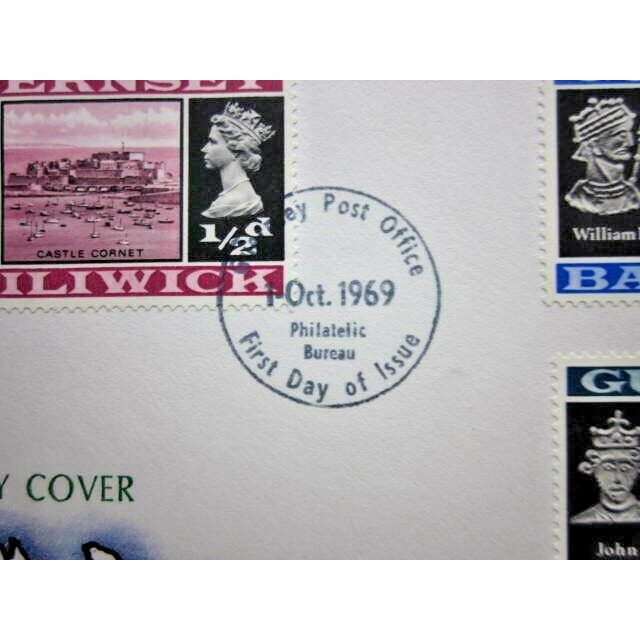 ERNSEY
CASTLE CORNET
1/2d
ILIWICK
ey Post Office
1 Oct. 1969
Philatelic
Bureau
First Day of Issue
William
BA
GU
John
Y COVER